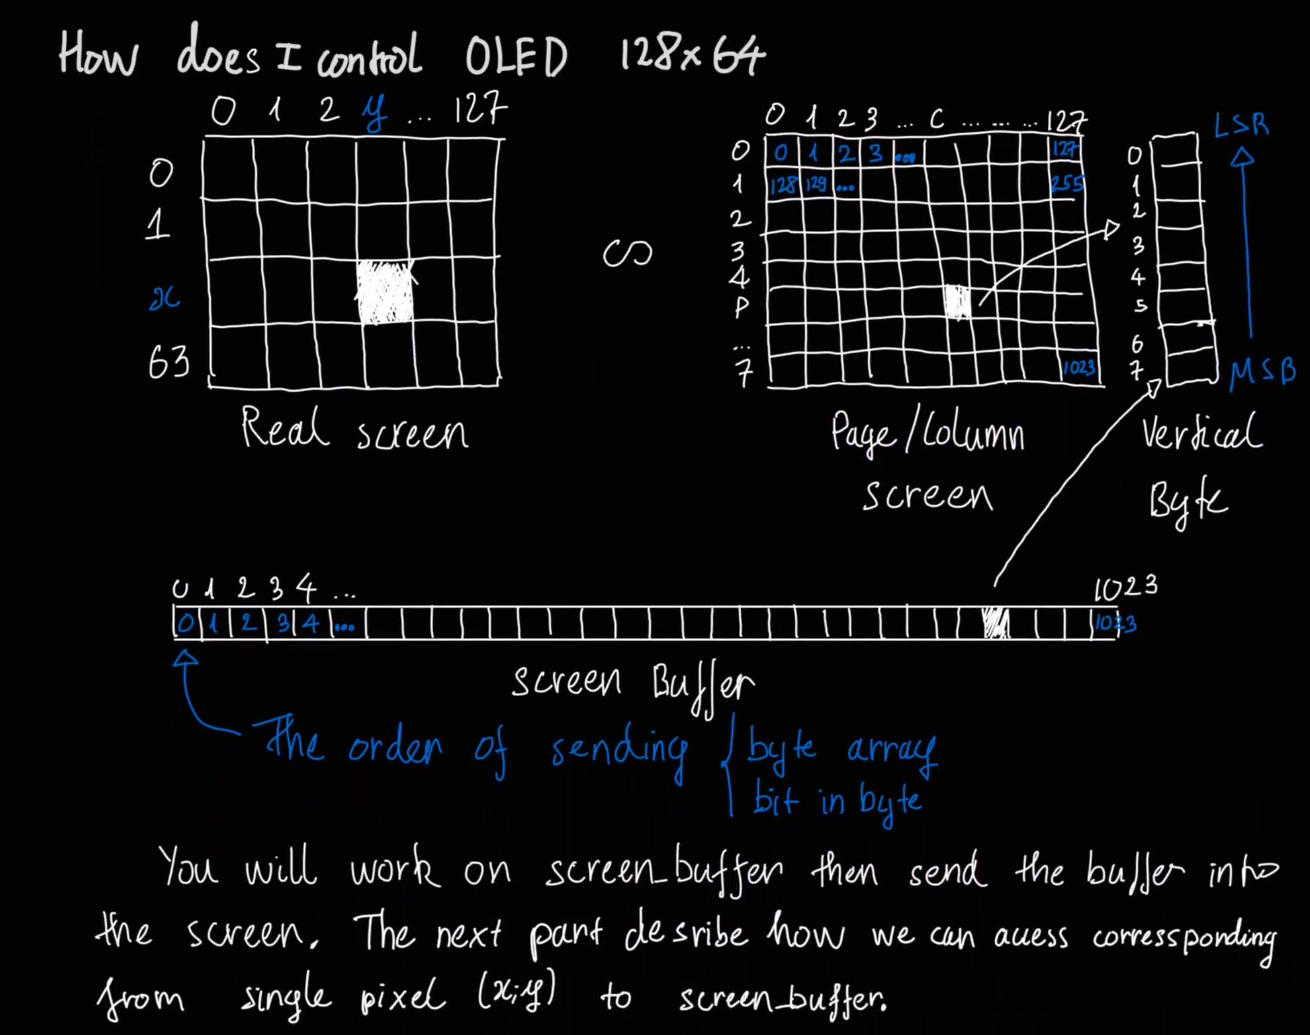 How does I control OLED 128x64
0 1 2 y ... 127
0
1
x
63
Real screen
0 1 2 3 ... C ... ... ... 127
0 0 1 2 3 ... 127
1 128 129 ... 255
2
3
4
P
...
7 1023
Page/Column
screen
LSB
0
1
2
3
4
5
6
7
MSB
Vertical
Byte
0 1 2 3 4 ... 1023
0 1 2 3 4 ... 1023
screen Buffer
The order of sending { byte array
bit in byte
You will work on screen_buffer then send the buffer into
the screen. The next part desribe how we can acess corressponding
from single pixel (x;y) to screen_buffer.